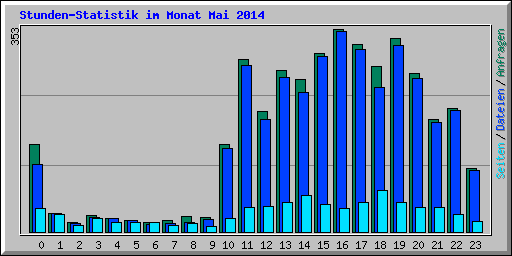 Stunden-Statistik im Monat Mai 2014
353
Seiten / Dateien / Anfragen
0 1 2 3 4 5 6 7 8 9 10 11 12 13 14 15 16 17 18 19 20 21 22 23